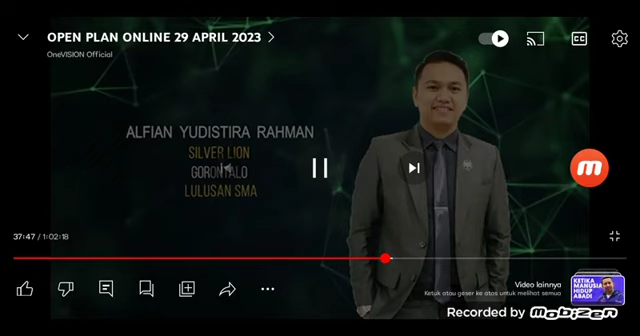 OPEN PLAN ONLINE 29 APRIL 2023
OneVISION Official
CC
ALFIAN YUDISTIRA RAHMAN
SILVER LION
GORONTALO
LULUSAN SMA
m
37:47 / 1:02:18
Video lainnya
Ketuk atau geser ke atas untuk melihat semua
KETIKA
MANUSIA
HIDUP
ABADI
Recorded by mobizen